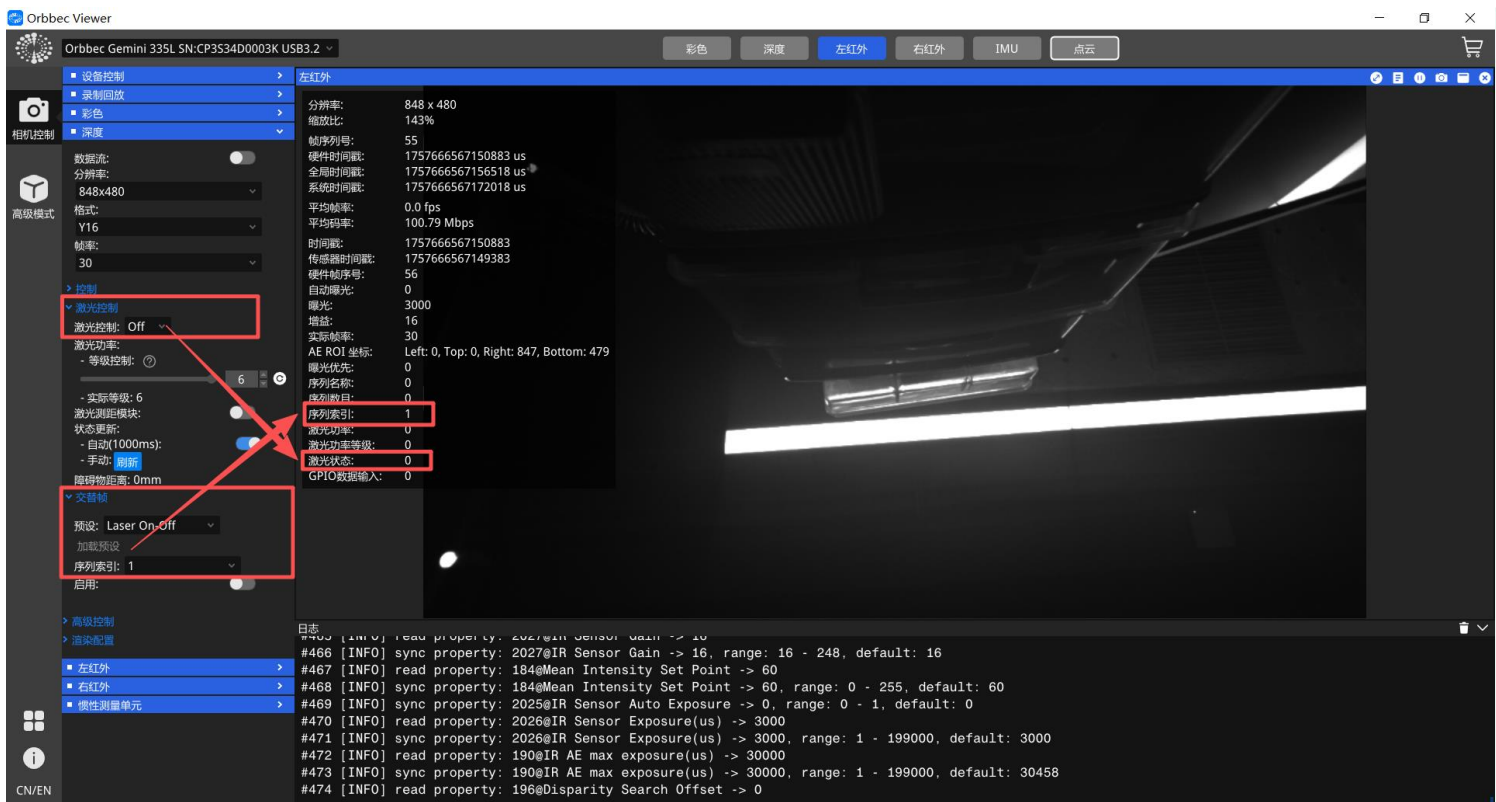 Orbbec Viewer
Orbbec Gemini 335L SN:CP3S34D0003K USB3.2
彩色
深度
左红外
右红外
IMU
点云
相机控制
高级模式
CN/EN
设备控制
录制回放
彩色
深度
数据流:
分辨率:
848x480
格式:
Y16
帧率:
30
控制
激光控制
激光控制: Off
激光功率:
- 等级控制:
6
- 实际等级: 6
激光测距模块:
状态更新:
- 自动(1000ms):
- 手动: 刷新
障碍物距离: 0mm
交替帧
预设: Laser On-Off
加载预设
序列索引: 1
启用:
高级控制
渲染配置
左红外
右红外
惯性测量单元
左红外
分辨率: 848 x 480
缩放比: 143%
帧序列号: 55
硬件时间戳: 1757666567150883 us
全局时间戳: 1757666567156518 us
系统时间戳: 1757666567172018 us
平均帧率: 0.0 fps
平均码率: 100.79 Mbps
时间戳: 1757666567150883
传感器时间戳: 1757666567149383
硬件帧序号: 56
自动曝光: 0
曝光: 3000
增益: 16
实际帧率: 30
AE ROI 坐标: Left: 0, Top: 0, Right: 847, Bottom: 479
曝光优先: 0
序列名称: 0
序列数目: 0
序列索引: 1
激光功率: 0
激光功率等级: 0
激光状态: 0
GPIO数据输入: 0
日志
#465 [INFO] read property: 2027@IR Sensor Gain -> 16
#466 [INFO] sync property: 2027@IR Sensor Gain -> 16, range: 16 - 248, default: 16
#467 [INFO] read property: 184@Mean Intensity Set Point -> 60
#468 [INFO] sync property: 184@Mean Intensity Set Point -> 60, range: 0 - 255, default: 60
#469 [INFO] sync property: 2025@IR Sensor Auto Exposure -> 0, range: 0 - 1, default: 0
#470 [INFO] read property: 2026@IR Sensor Exposure(us) -> 3000
#471 [INFO] sync property: 2026@IR Sensor Exposure(us) -> 3000, range: 1 - 199000, default: 3000
#472 [INFO] read property: 190@IR AE max exposure(us) -> 30000
#473 [INFO] sync property: 190@IR AE max exposure(us) -> 30000, range: 1 - 199000, default: 30458
#474 [INFO] read property: 196@Disparity Search Offset -> 0